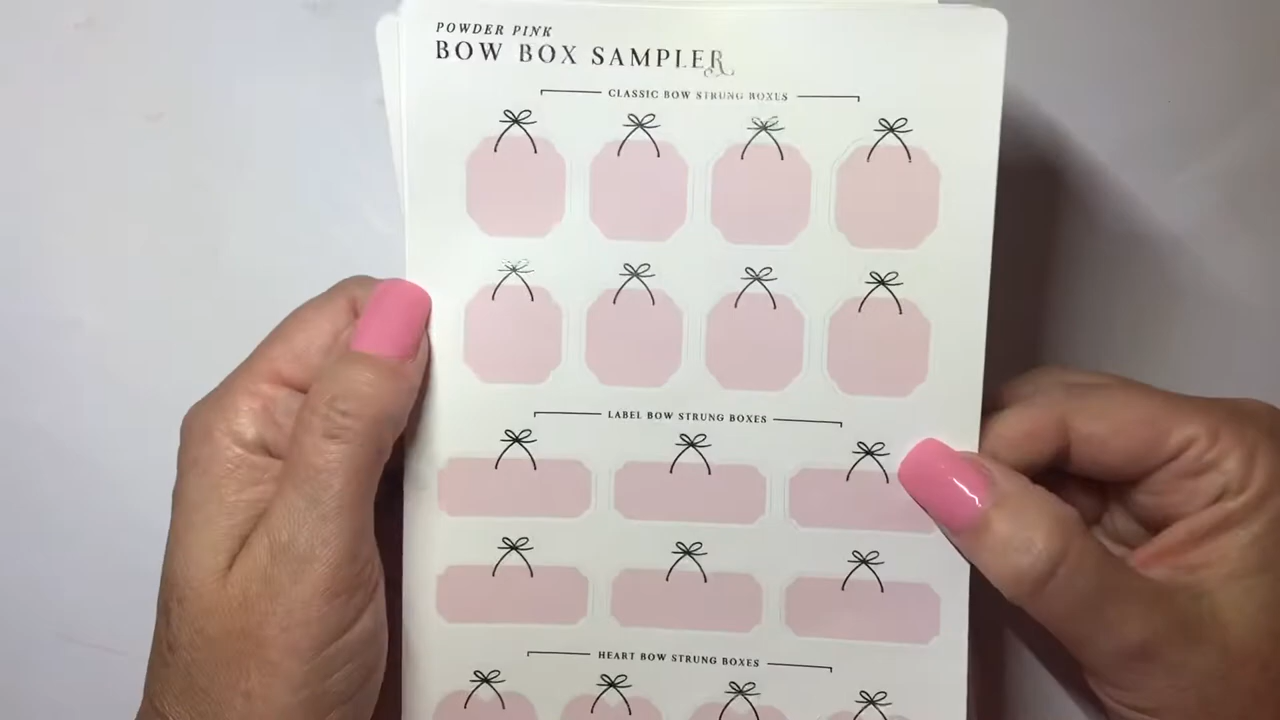 POWDER PINK
BOW BOX SAMPLER
CLASSIC BOW STRUNG BOXES
LABEL BOW STRUNG BOXES
HEART BOW STRUNG BOXES